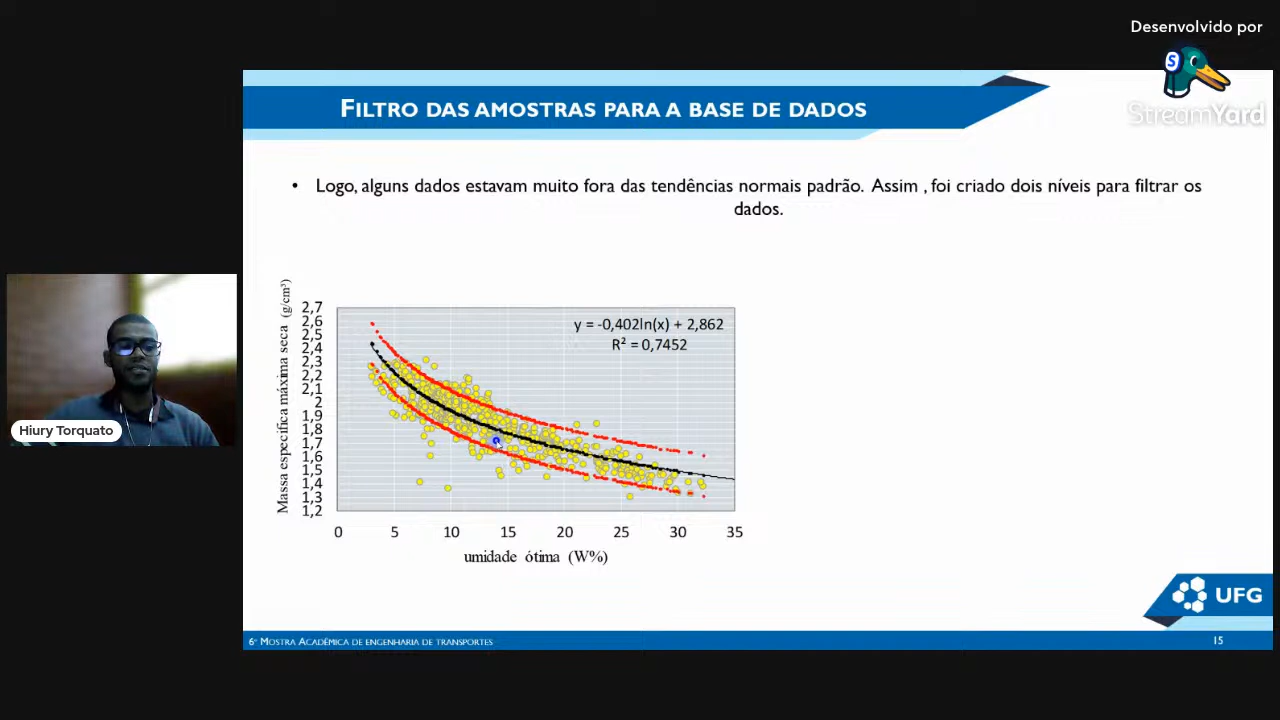 Desenvolvido por
StreamYard
FILTRO DAS AMOSTRAS PARA A BASE DE DADOS
• Logo, alguns dados estavam muito fora das tendências normais padrão. Assim , foi criado dois níveis para filtrar os
dados.
Massa específica máxima seca (g/cm³)
2,7
2,6
2,5
2,4
2,3
2,2
2,1
2
1,9
1,8
1,7
1,6
1,5
1,4
1,3
1,2
y = -0,402ln(x) + 2,862
R² = 0,7452
0 5 10 15 20 25 30 35
umidade ótima (W%)
Hiury Torquato
UFG
6ª MOSTRA ACADÊMICA DE ENGENHARIA DE TRANSPORTES
15